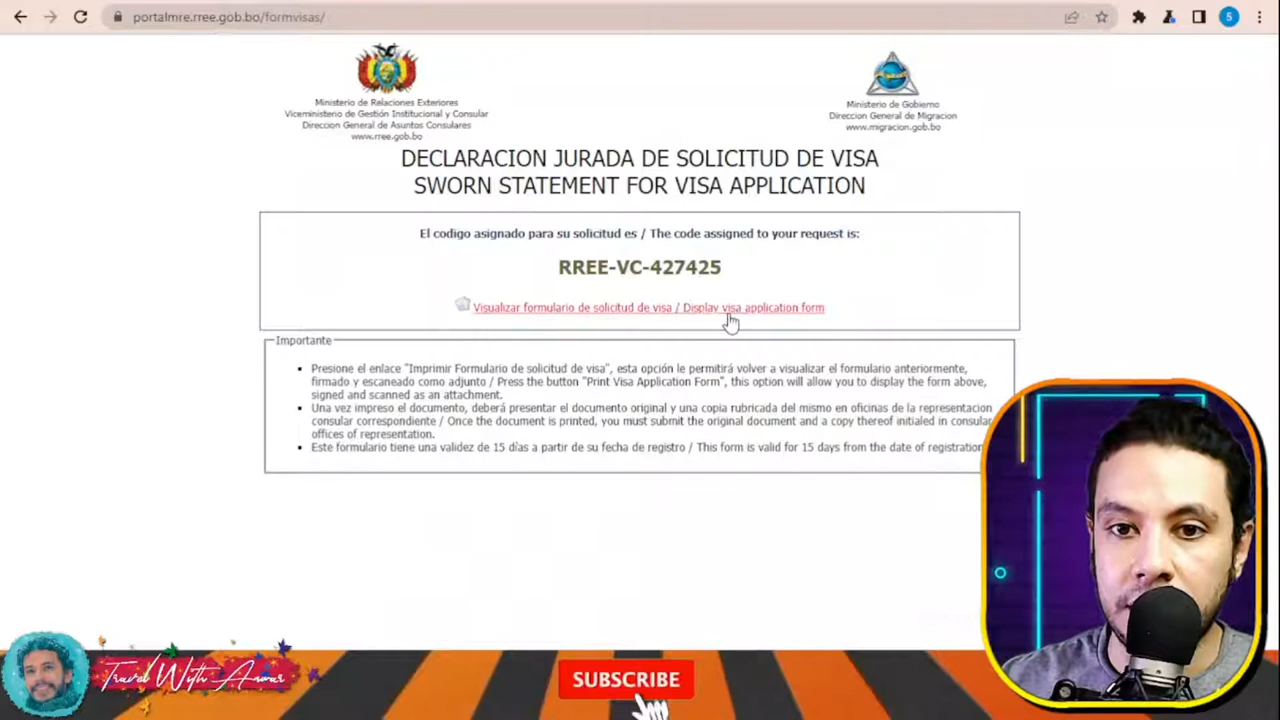 portalmre.rree.gob.bo/formvisas/
5
Ministerio de Relaciones Exteriores
Viceministerio de Gestión Institucional y Consular
Direccion General de Asuntos Consulares
www.rree.gob.bo
Ministerio de Gobierno
Direccion General de Migracion
www.migracion.gob.bo
DECLARACION JURADA DE SOLICITUD DE VISA
SWORN STATEMENT FOR VISA APPLICATION
El codigo asignado para su solicitud es / The code assigned to your request is:
RREE-VC-427425
Visualizar formulario de solicitud de visa / Display visa application form
Importante
Presione el enlace "Imprimir Formulario de solicitud de visa", esta opción le permitirá volver a visualizar el formulario anteriormente,
firmado y escaneado como adjunto / Press the button "Print Visa Application Form", this option will allow you to display the form above,
signed and scanned as an attachment.
Una vez impreso el documento, deberá presentar el documento original y una copia rubricada del mismo en oficinas de la representacion
consular correspondiente / Once the document is printed, you must submit the original document and a copy thereof initialed in consular
offices of representation.
Este formulario tiene una validez de 15 días a partir de su fecha de registro / This form is valid for 15 days from the date of registration
Travel With Anwar
SUBSCRIBE